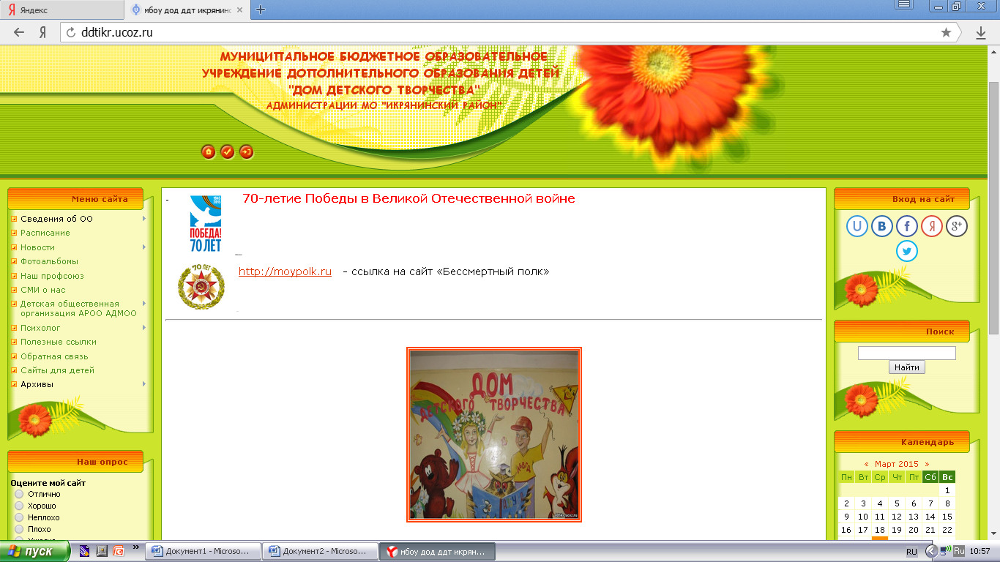 Яндекс
мбоу дод ддт икрянинс
ddtikr.ucoz.ru
МУНИЦИПАЛЬНОЕ БЮДЖЕТНОЕ ОБРАЗОВАТЕЛЬНОЕ
УЧРЕЖДЕНИЕ ДОПОЛНИТЕЛЬНОГО ОБРАЗОВАНИЯ ДЕТЕЙ
"ДОМ ДЕТСКОГО ТВОРЧЕСТВА"
АДМИНИСТРАЦИИ МО "ИКРЯНИНСКИЙ РАЙОН"
Меню сайта
Сведения об ОО
Расписание
Новости
Фотоальбомы
Наш профсоюз
СМИ о нас
Детская общественная
организация АРОО АДМОО
Психолог
Полезные ссылки
Обратная связь
Сайты для детей
Архивы
Наш опрос
Оцените мой сайт
Отлично
Хорошо
Неплохо
Плохо
-
1945
2015
ПОБЕДА!
70 ЛЕТ
70-летие Победы в Великой Отечественной войне
70 ЛЕТ
http://moypolk.ru - ссылка на сайт «Бессмертный полк»
ДОМ
ДЕТСКОГО ТВОРЧЕСТВА
ddtikr.ucoz.ru
Вход на сайт
Поиск
Найти
Календарь
« Март 2015 »
Пн Вт Ср Чт Пт Сб Вс
1
2 3 4 5 6 7 8
9 10 11 12 13 14 15
16 17 18 19 20 21 22
пуск
Документ1 - Microso...
Документ2 - Microso...
мбоу дод ддт икрян...
RU
Ru
10:57